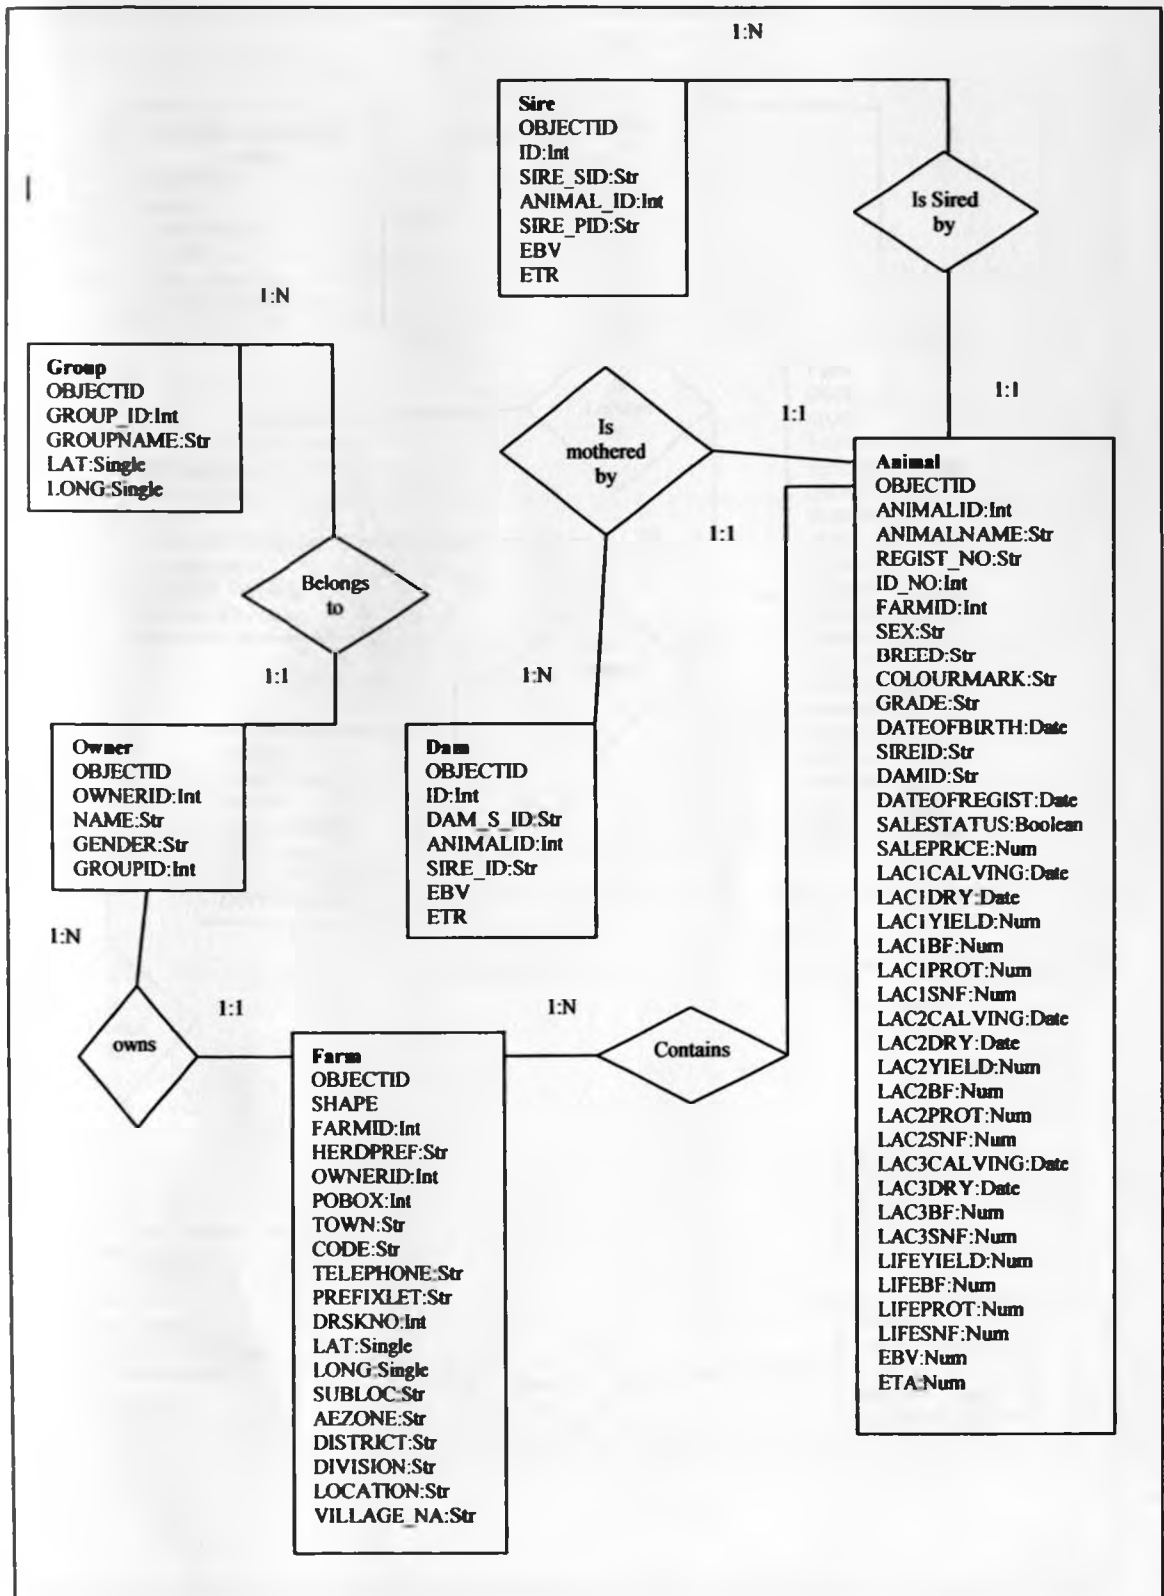 1:N
Sire
OBJECTID
ID:Int
SIRE_SID:Str
ANIMAL_ID:Int
SIRE_PID:Str
EBV
ETR
Is Sired
by
1:N
Group
OBJECTID
GROUP_ID:Int
GROUPNAME:Str
LAT:Single
LONG:Single
Is
mothered
by
1:1
1:1
1:1
Belongs
to
1:1
1:N
Animal
OBJECTID
ANIMALID:Int
ANIMALNAME:Str
REGIST_NO:Str
ID_NO:Int
FARMID:Int
SEX:Str
BREED:Str
COLOURMARK:Str
GRADE:Str
DATEOFBIRTH:Date
SIREID:Str
DAMID:Str
DATEOFREGIST:Date
SALESTATUS:Boolean
SALEPRICE:Num
LAC1CALVING:Date
LAC1DRY:Date
LAC1YIELD:Num
LAC1BF:Num
LAC1PROT:Num
LAC1SNF:Num
LAC2CALVING:Date
LAC2DRY:Date
LAC2YIELD:Num
LAC2BF:Num
LAC2PROT:Num
LAC2SNF:Num
LAC3CALVING:Date
LAC3DRY:Date
LAC3BF:Num
LAC3SNF:Num
LIFEYIELD:Num
LIFEBF:Num
LIFEPROT:Num
LIFESNF:Num
EBV:Num
ETA:Num
Owner
OBJECTID
OWNERID:Int
NAME:Str
GENDER:Str
GROUPID:Int
Dam
OBJECTID
ID:Int
DAM_S_ID:Str
ANIMALID:Int
SIRE_ID:Str
EBV
ETR
1:N
owns
1:1
1:N
Contains
Farm
OBJECTID
SHAPE
FARMID:Int
HERDPREF:Str
OWNERID:Int
POBOX:Int
TOWN:Str
CODE:Str
TELEPHONE:Str
PREFIXLET:Str
DRSKNO:Int
LAT:Single
LONG:Single
SUBLOC:Str
AEZONE:Str
DISTRICT:Str
DIVISION:Str
LOCATION:Str
VILLAGE_NA:Str